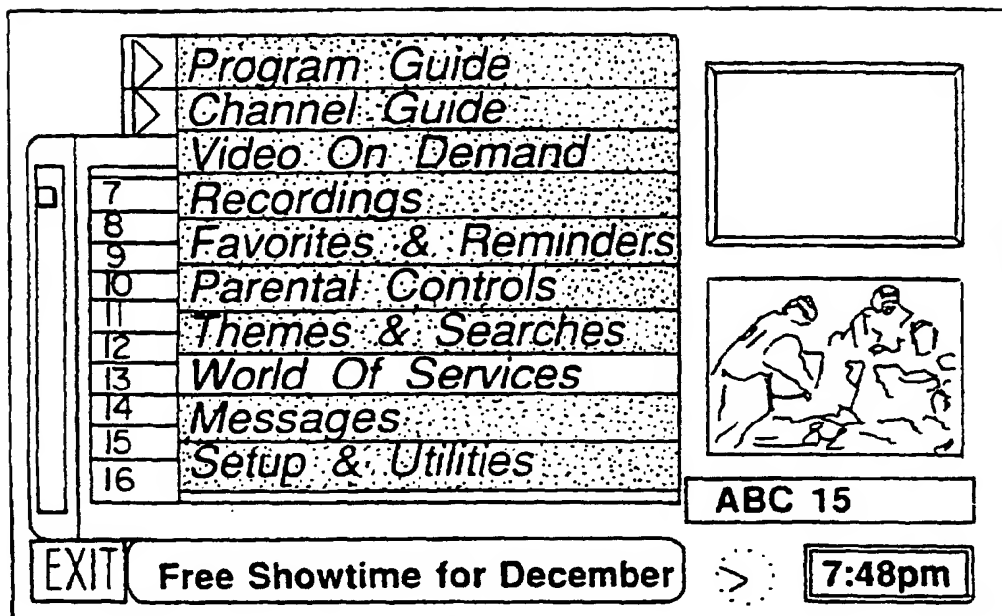 Program Guide
Channel Guide
Video On Demand
7 Recordings
8
9 Favorites & Reminders
10 Parental Controls
11
12 Themes & Searches
13 World Of Services
14 Messages
15
16 Setup & Utilities
ABC 15
EXIT Free Showtime for December 7:48pm